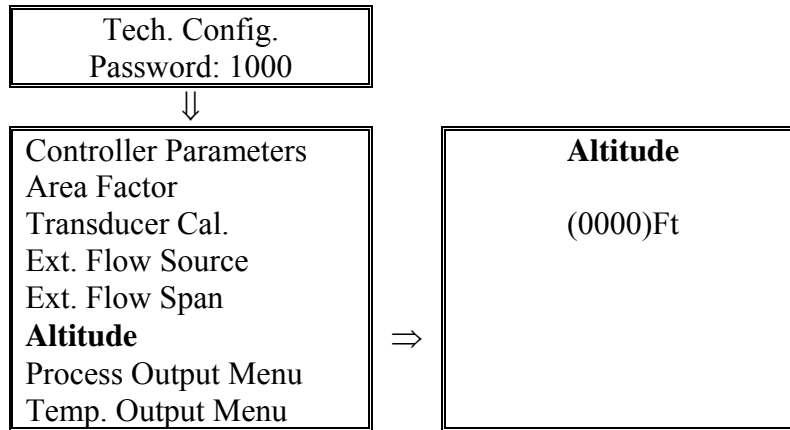 Tech. Config.
Password: 1000
⇓
Controller Parameters
Area Factor
Transducer Cal.
Ext. Flow Source
Ext. Flow Span
Altitude
Process Output Menu
Temp. Output Menu
⇒
Altitude
(0000)Ft